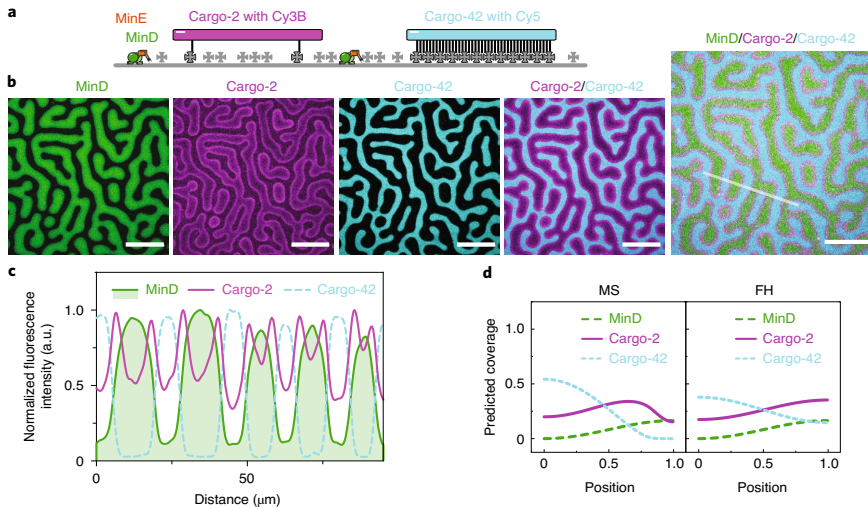 a
MinE
MinD
Cargo-2 with Cy3B
Cargo-42 with Cy5
b
MinD
Cargo-2
Cargo-42
Cargo-2/Cargo-42
MinD/Cargo-2/Cargo-42
c
MinD
Cargo-2
Cargo-42
Normalized fluorescence
intensity (a.u.)
1.0
0.5
0
0
50
Distance (μm)
d
MS
FH
MinD
Cargo-2
Cargo-42
MinD
Cargo-2
Cargo-42
Predicted coverage
1.0
0.5
0
0
0.5
1.0
0
0.5
1.0
Position
Position